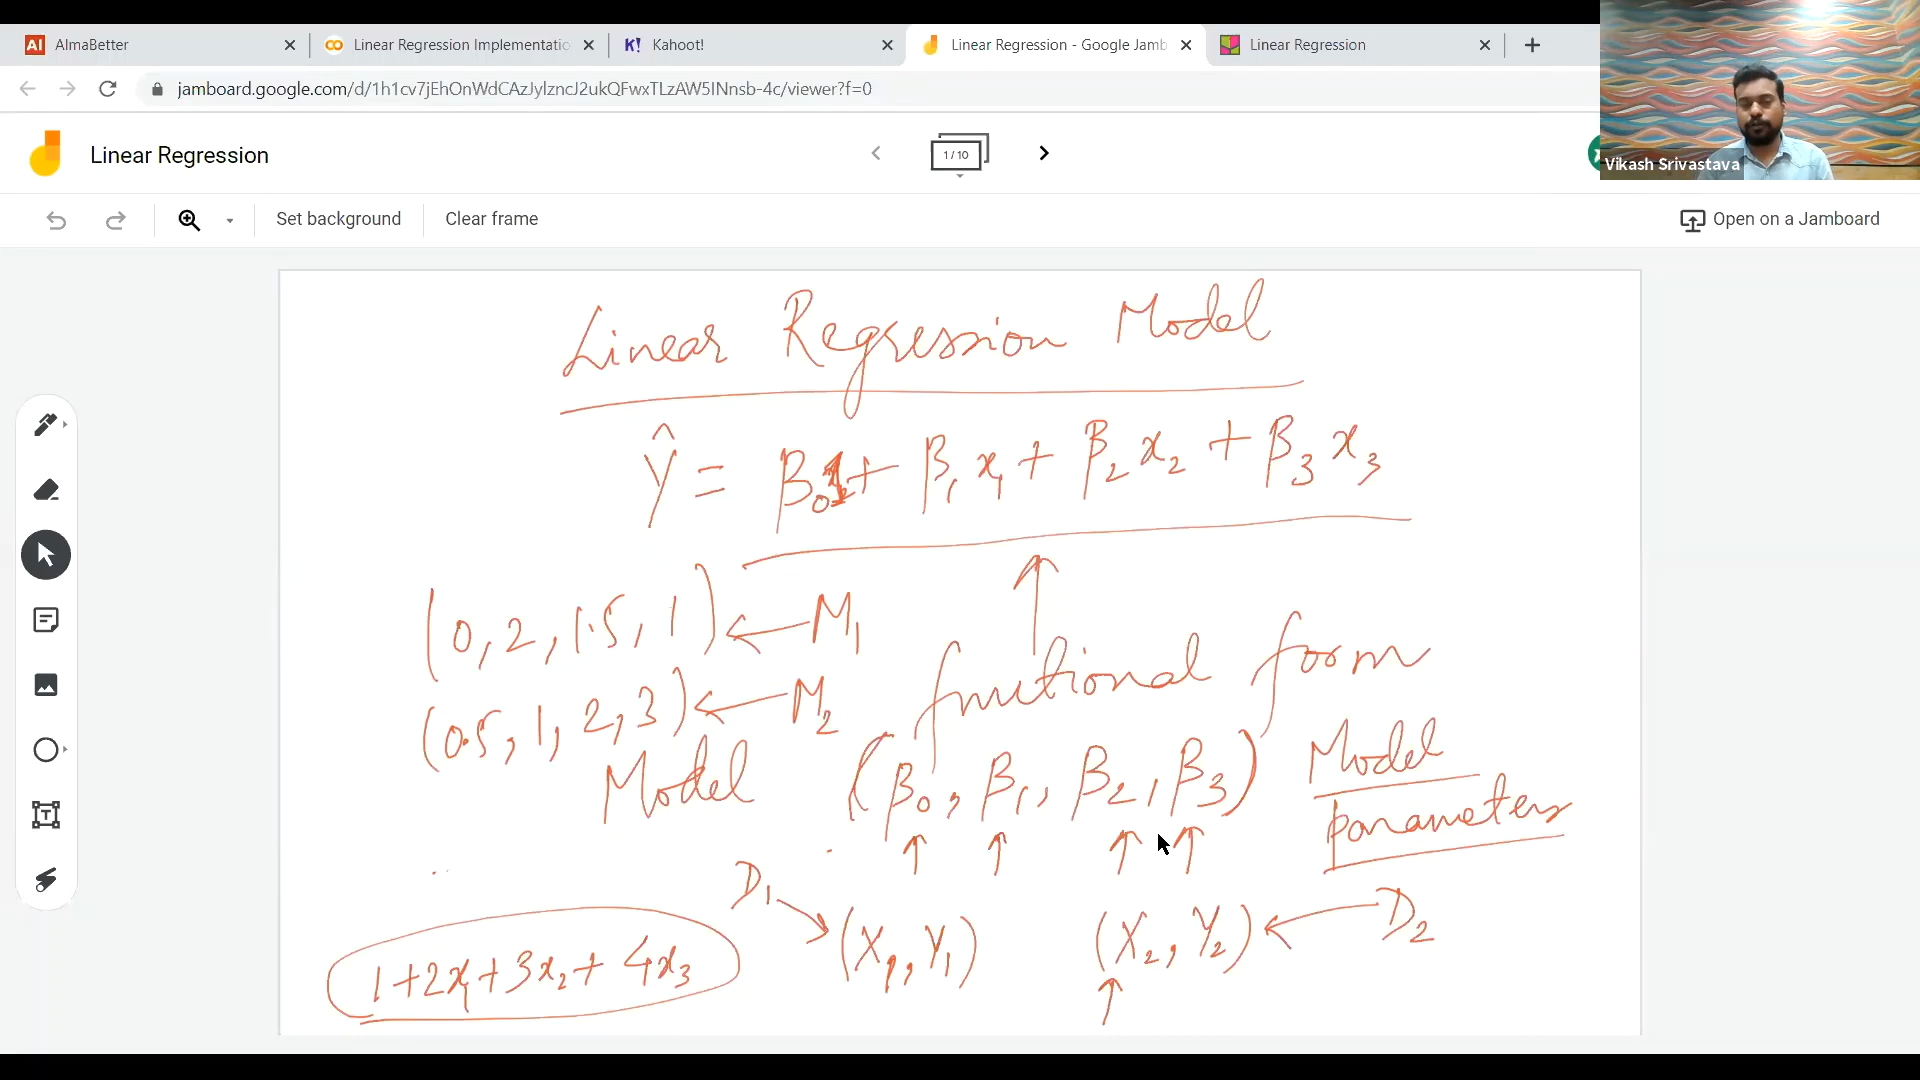 AlmaBetter
Linear Regression Implementatio
Kahoot!
Linear Regression - Google Jamb
Linear Regression
jamboard.google.com/d/1h1cv7jEhOnWdCAzJylzncJ2ukQFwxTLzAW5INnsb-4c/viewer?f=0
Linear Regression
1 / 10
Vikash Srivastava
Set background
Clear frame
Open on a Jamboard
Linear Regression Model
Ŷ = β₀1 + β₁x₁ + β₂x₂ + β₃x₃
(0, 2, 1.5, 1) ← M₁
functional form
(0.5, 1, 2, 3) ← M₂
Model (β₀, β₁, β₂, β₃) Model
parameters
D₁ → (X₁, Y₁) (X₂, Y₂) ← D₂
1+2x₁+3x₂+4x₃